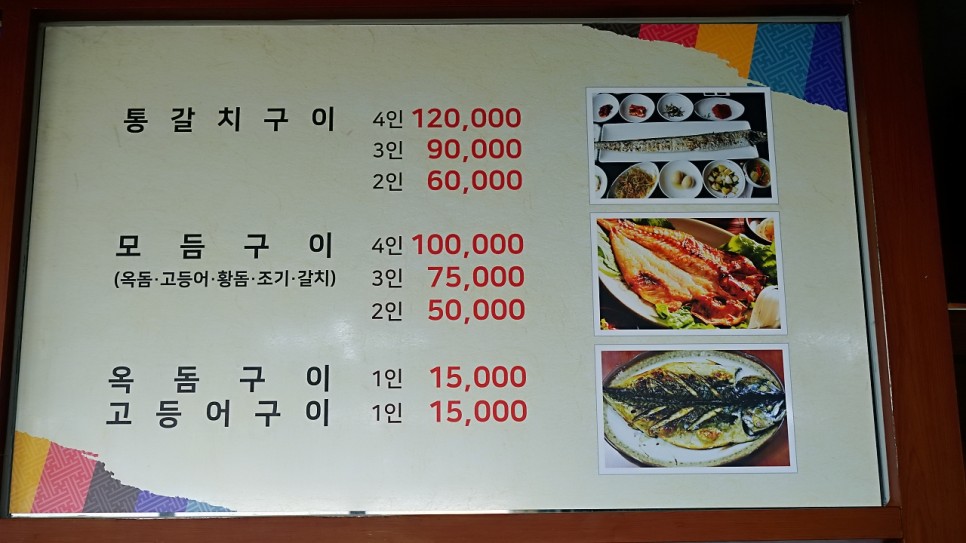 통 갈 치 구 이 4인 120,000
3인 90,000
2인 60,000
모 듬 구 이 4인 100,000
(옥돔·고등어·황돔·조기·갈치) 3인 75,000
2인 50,000
옥 돔 구 이 1인 15,000
고 등 어 구 이 1인 15,000